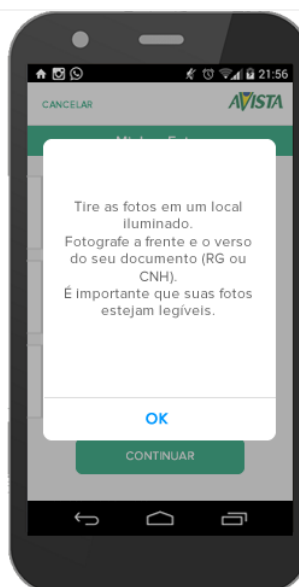 21:56
CANCELAR
AVISTA
Tire as fotos em um local
iluminado.
Fotografe a frente e o verso
do seu documento (RG ou
CNH).
É importante que suas fotos
estejam legíveis.
OK
CONTINUAR